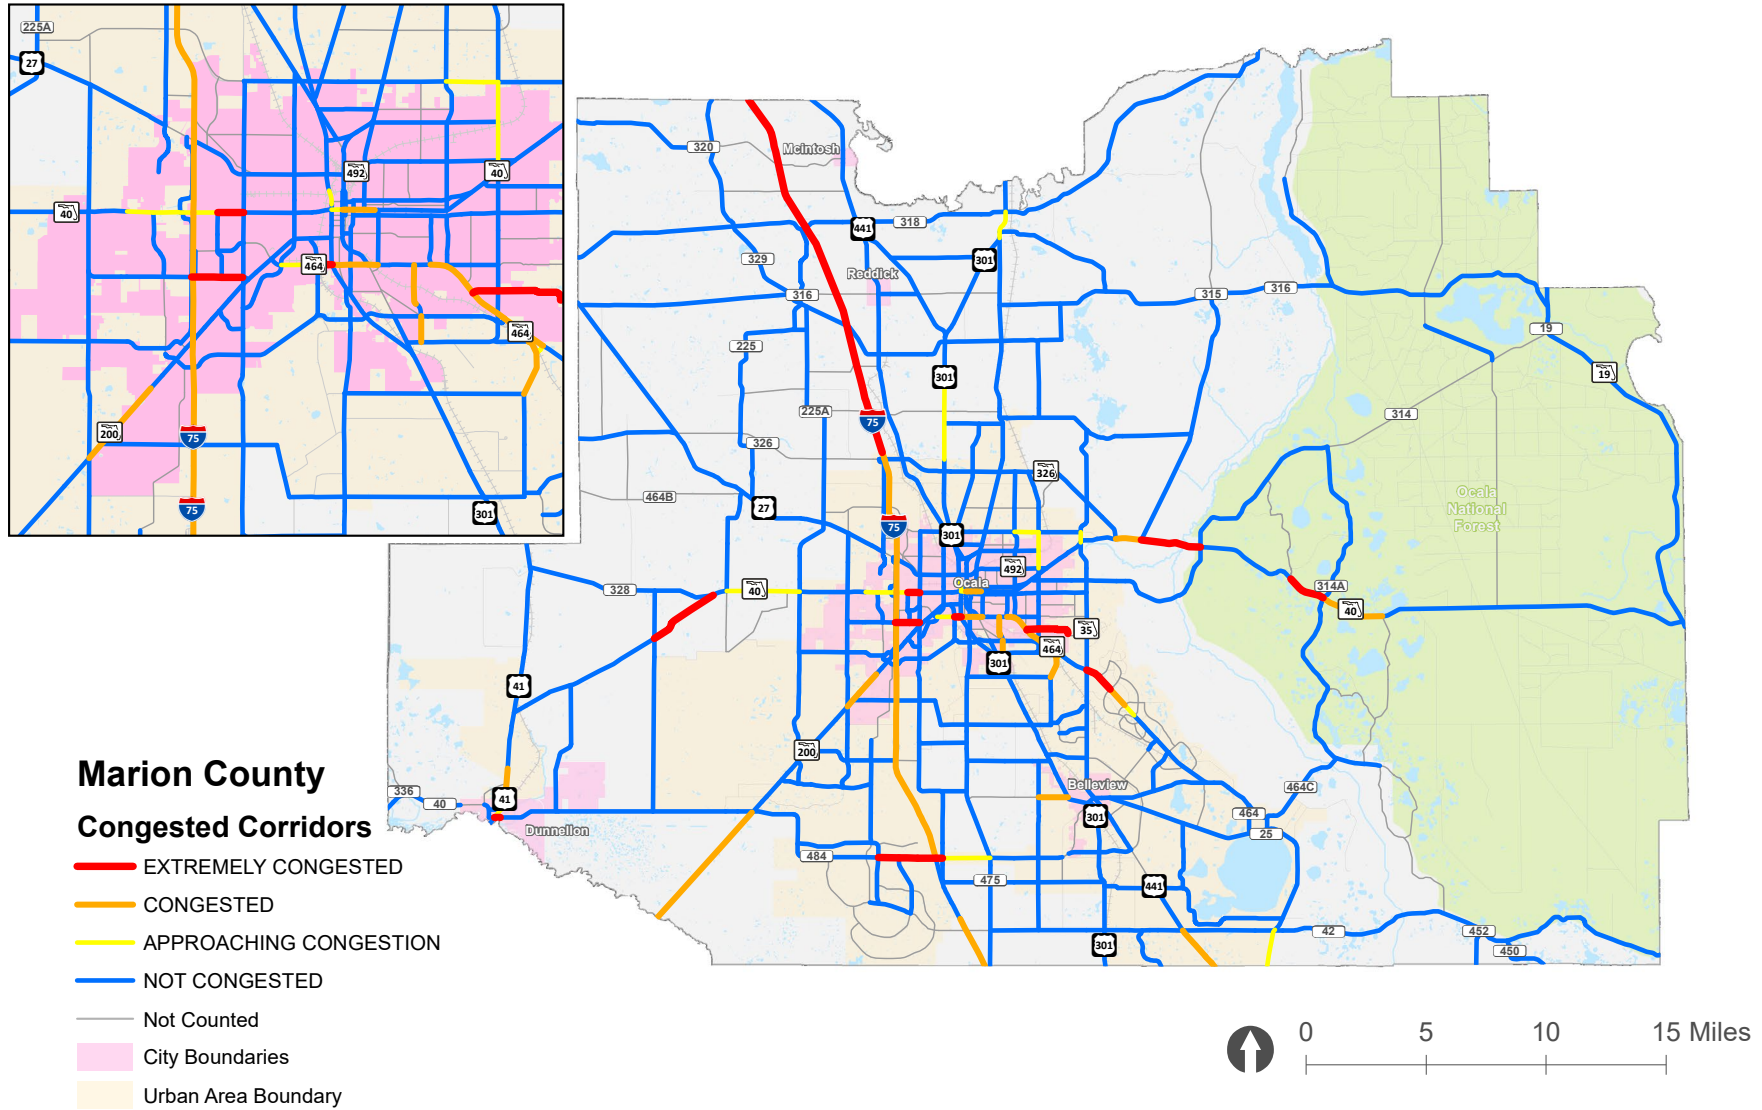 225A
27
492
40
40
464
464
200
75
75
301
320
McIntosh
441
318
329
301
Reddick
316
315
316
19
225
301
19
225A
75
314
326
326
464B
27
75
301
Ocala
National
Forest
492
Ocala
328
40
314A
40
35
464
301
41
200
336
40
41
Belleview
464C
301
464
25
Dunnellon
484
475
441
42
452
450
301
Marion County
Congested Corridors
EXTREMELY CONGESTED
CONGESTED
APPROACHING CONGESTION
NOT CONGESTED
Not Counted
City Boundaries
Urban Area Boundary
0 5 10 15 Miles